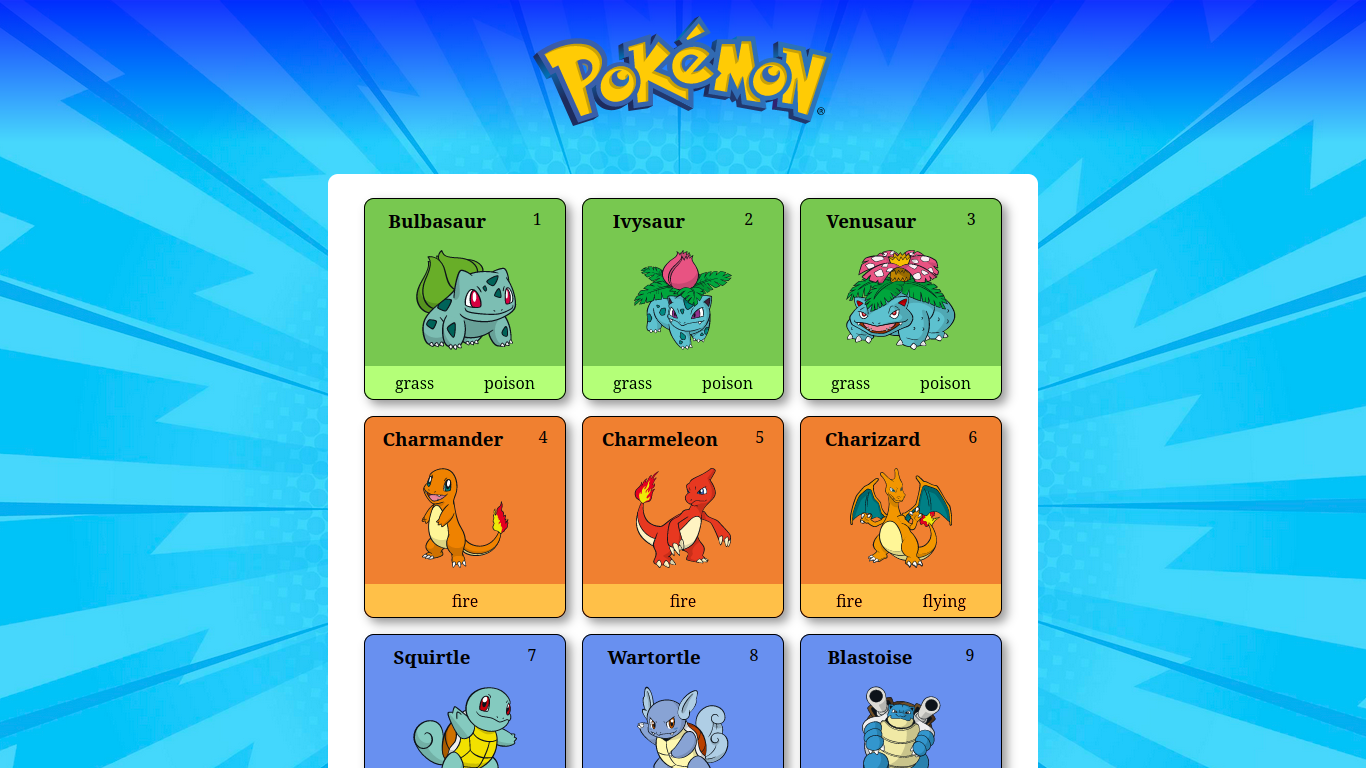 POKéMON®
Bulbasaur 1
Ivysaur 2
Venusaur 3
grass poison
grass poison
grass poison
Charmander 4
Charmeleon 5
Charizard 6
fire
fire
fire flying
Squirtle 7
Wartortle 8
Blastoise 9